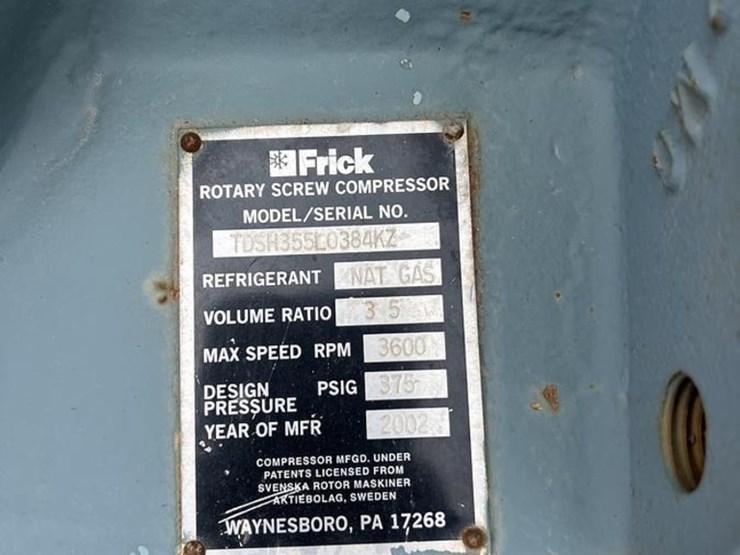 Frick
ROTARY SCREW COMPRESSOR
MODEL/SERIAL NO.
TDSH355L0384KZ
REFRIGERANT NAT GAS
VOLUME RATIO 3 5
MAX SPEED RPM 3600
DESIGN PRESSURE PSIG 375
YEAR OF MFR 2002
COMPRESSOR MFGD. UNDER
PATENTS LICENSED FROM
SVENSKA ROTOR MASKINER
AKTIEBOLAG, SWEDEN
WAYNESBORO, PA 17268